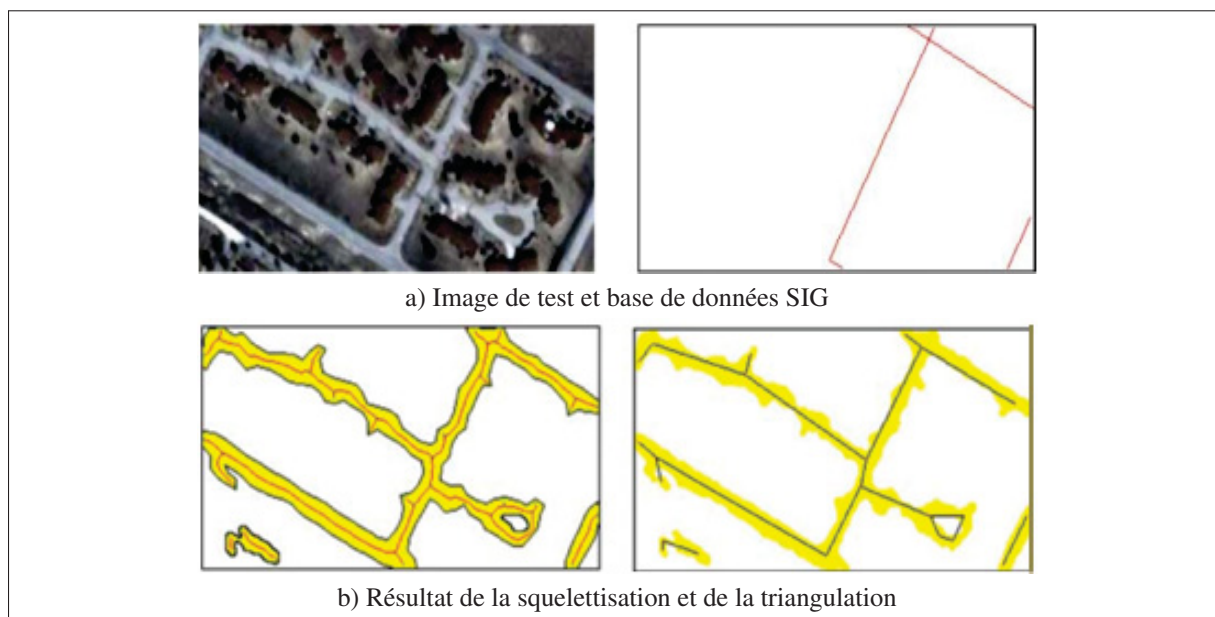 a) Image de test et base de données SIG
b) Résultat de la squelettisation et de la triangulation